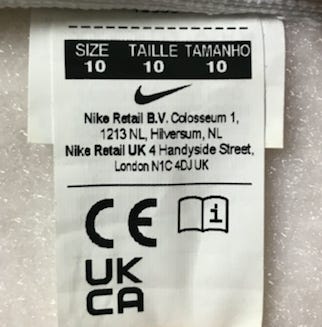 SIZE TAILLE TAMANHO
10 10 10
Nike Retail B.V. Colosseum 1,
1213 NL, Hilversum, NL
Nike Retail UK 4 Handyside Street,
London N1C 4DJ UK
CE i
UK
CA